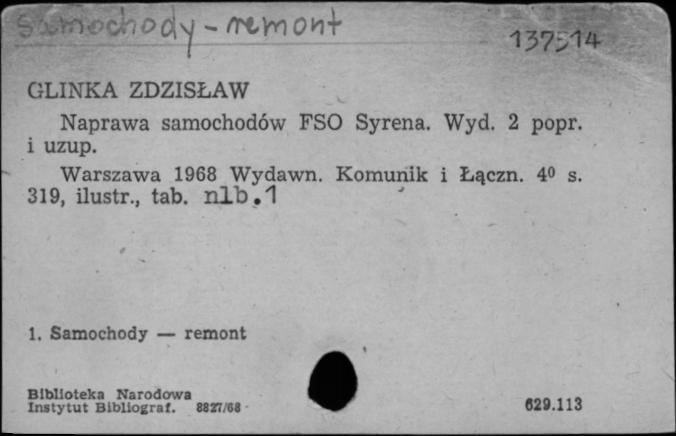 samochody - remont
137514
GLINKA ZDZISŁAW
Naprawa samochodów FSO Syrena. Wyd. 2 popr.
i uzup.
Warszawa 1968 Wydawn. Komunik i Łączn. 4⁰ s.
319, ilustr., tab. nlb.1
1. Samochody — remont
Biblioteka Narodowa
Instytut Bibliograf. 8827/68
629.113